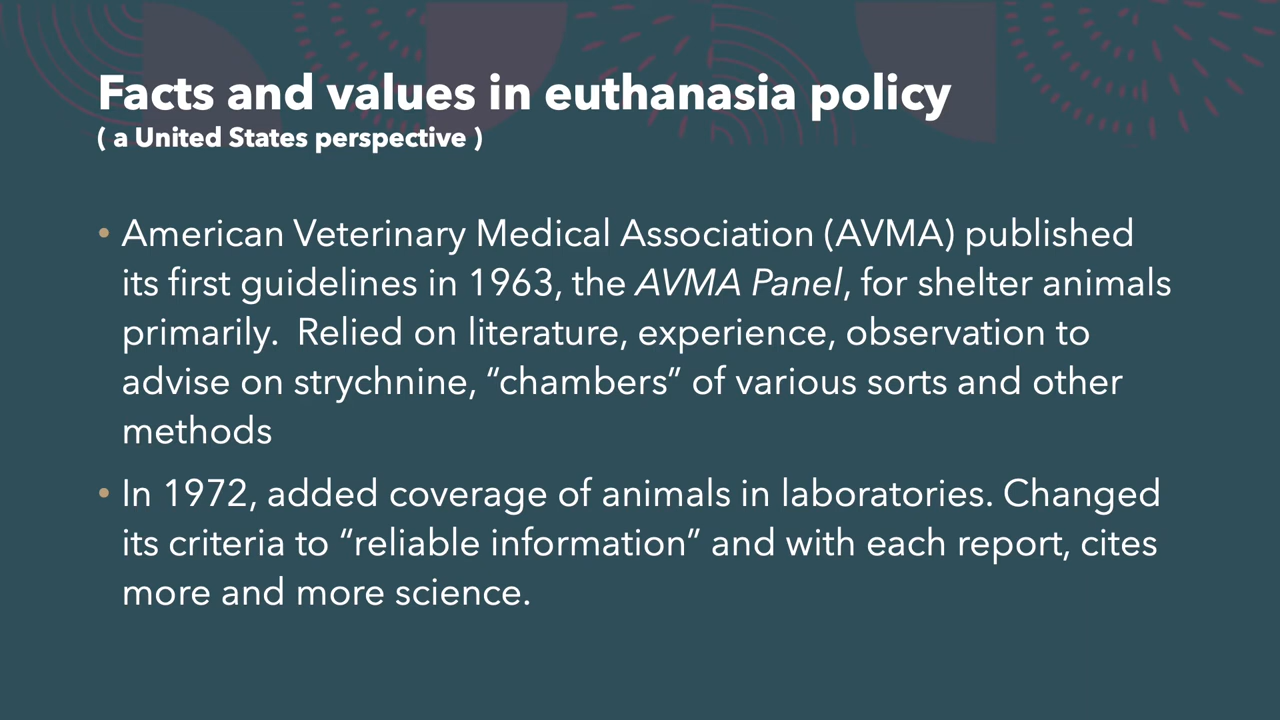 Facts and values in euthanasia policy
( a United States perspective )
• American Veterinary Medical Association (AVMA) published
its first guidelines in 1963, the AVMA Panel, for shelter animals
primarily.  Relied on literature, experience, observation to
advise on strychnine, “chambers” of various sorts and other
methods
• In 1972, added coverage of animals in laboratories. Changed
its criteria to “reliable information” and with each report, cites
more and more science.